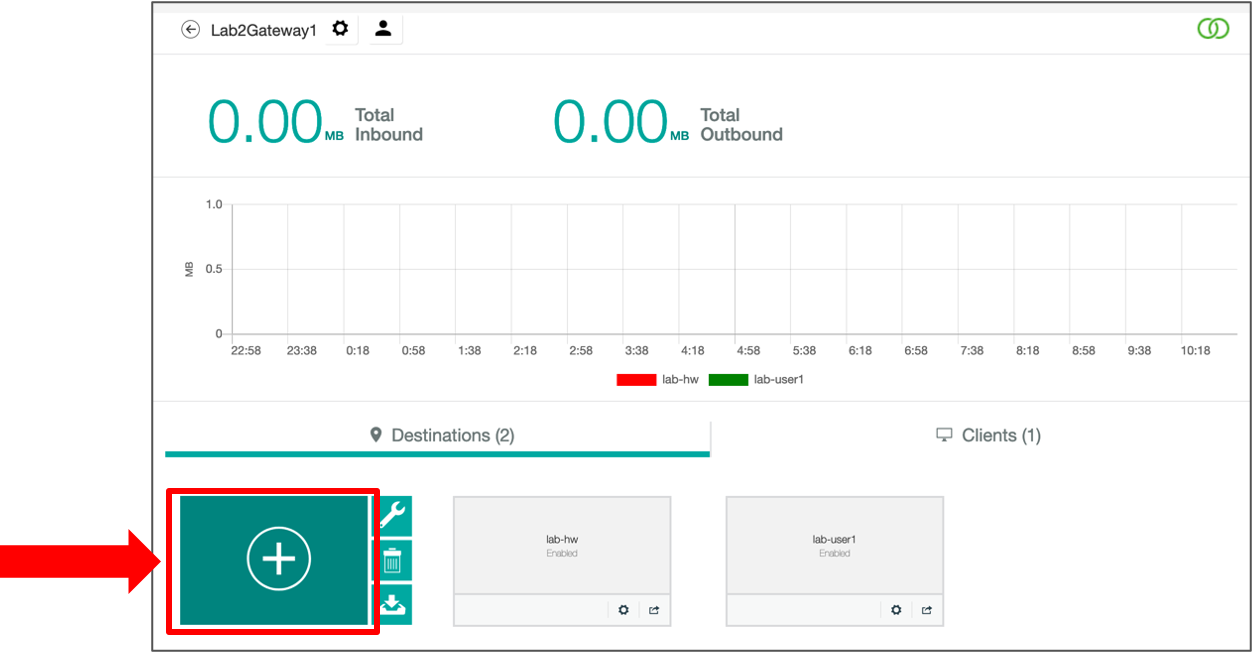 Lab2Gateway1
0.00 MB Total Inbound
0.00 MB Total Outbound
1.0
MB
0.5
0
22:58 23:38 0:18 0:58 1:38 2:18 2:58 3:38 4:18 4:58 5:38 6:18 6:58 7:38 8:18 8:58 9:38 10:18
lab-hw lab-user1
Destinations (2) Clients (1)
lab-hw
Enabled
lab-user1
Enabled